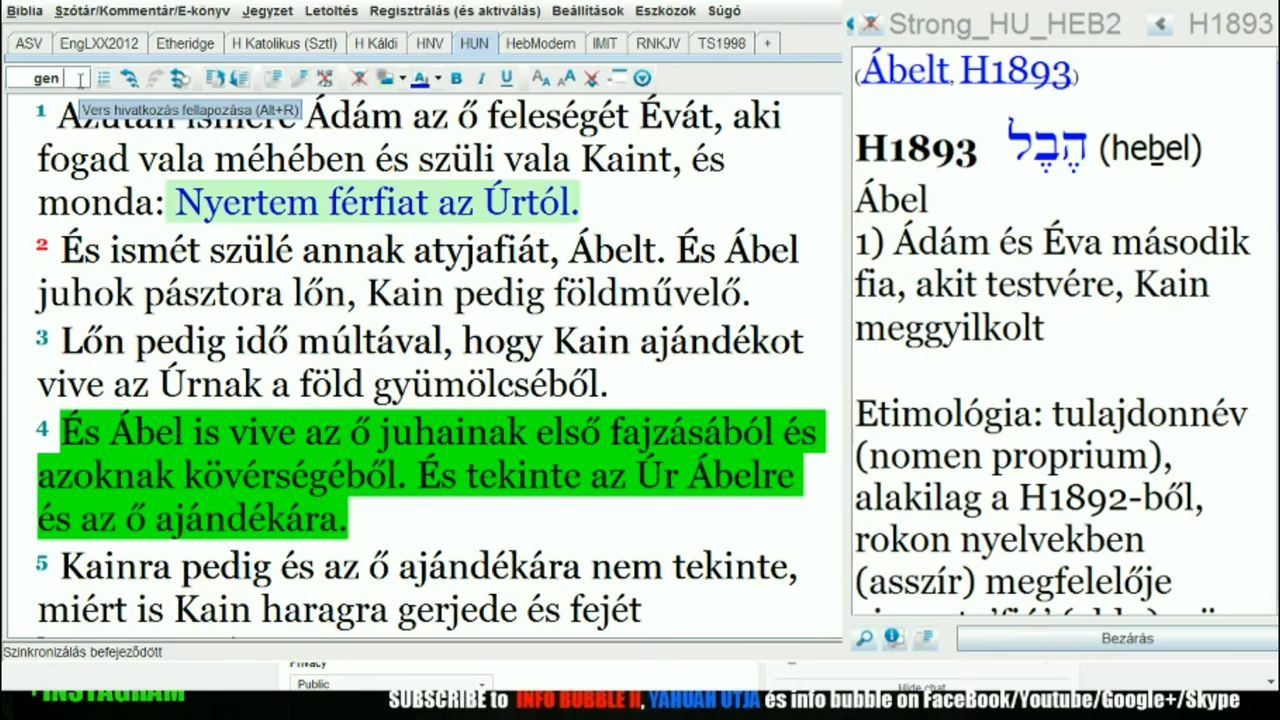 Biblia Szótár/Kommentár/E-könyv Jegyzet Letöltés Regisztrálás (és aktiválás) Beállítások Eszközök Súgó
ASV EngLXX2012 Etheridge H Katolikus (Sztl) H Káldi HNV HUN HebModern IMIT RNKJV TS1998 +
gen
Vers hivatkozás fellapozása (Alt+R)
1 Azután ismeré Ádám az ő feleségét Évát, aki
fogad vala méhében és szüli vala Kaint, és
monda: Nyertem férfiat az Úrtól.
2 És ismét szülé annak atyjafiát, Ábelt. És Ábel
juhok pásztora lőn, Kain pedig földművelő.
3 Lőn pedig idő múltával, hogy Kain ajándékot
vive az Úrnak a föld gyümölcséből.
4 És Ábel is vive az ő juhainak első fajzásából és
azoknak kövérségéből. És tekinte az Úr Ábelre
és az ő ajándékára.
5 Kainra pedig és az ő ajándékára nem tekinte,
miért is Kain haragra gerjede és fejét
Szinkronizálás befejeződött
Strong_HU_HEB2 H1893
(Ábelt, H1893)
H1893 הֶבֶל (heḇel)
Ábel
1) Ádám és Éva második
fia, akit testvére, Kain
meggyilkolt
Etimológia: tulajdonnév
(nomen proprium),
alakilag a H1892-ből,
rokon nyelvekben
(asszír) megfelelője
Bezárás
Privacy
Public
Hide chat
INSTAGRAM
SUBSCRIBE to INFO BUBBLE II, YAHUAH UTJA és info bubble on FaceBook/Youtube/Google+/Skype